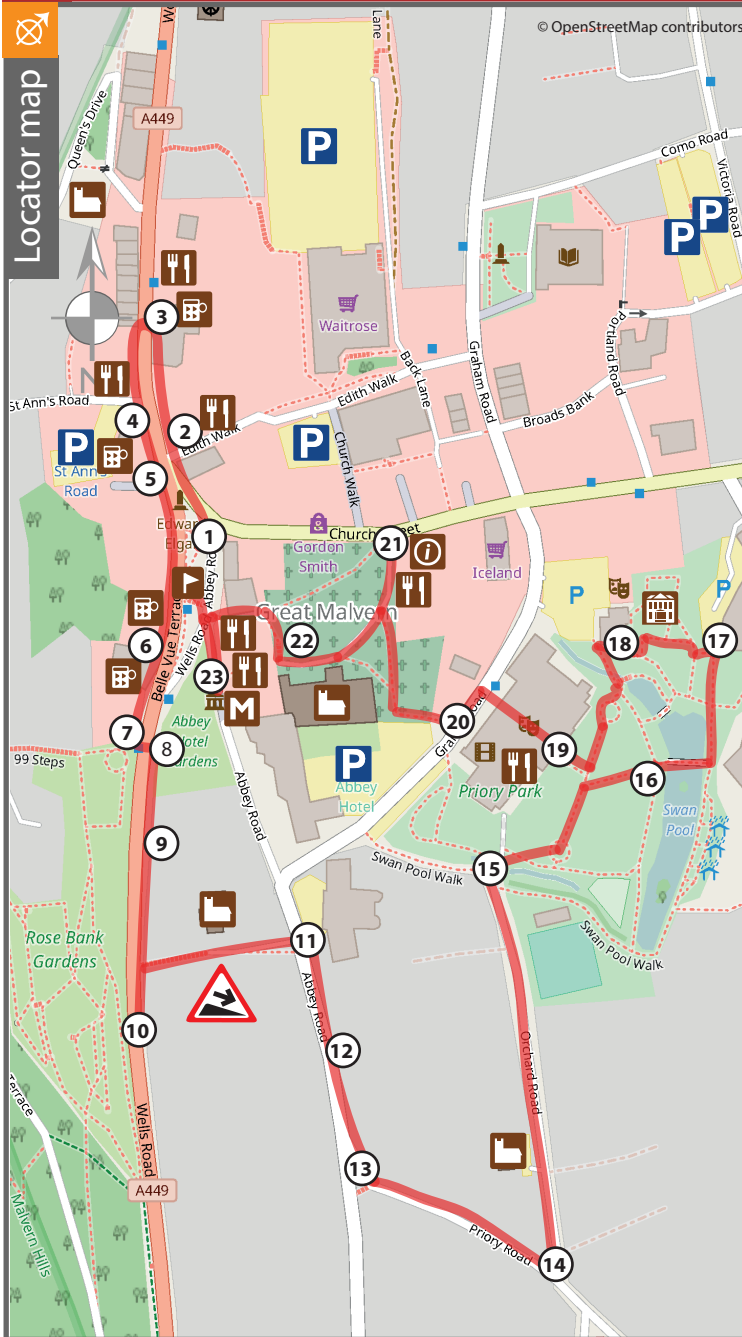 © OpenStreetMap contributors
Locator map
Lane
Queen's Drive
A449
P
Como Road
Victoria Road
P
P
Waitrose
3
Portland Road
Back Lane
Graham Road
St Ann's Road
Edith Walk
Broads Bank
4
2
Edith Walk
P
P
St Ann's
Road
Church Walk
5
Edward
Elgar
1
Church Street
21
i
Gordon
Smith
Iceland
Abbey Road
Great Malvern
P
P
Belle Vue Terrace
Wells Road
6
22
18
17
23
M
7
8
Abbey
Hotel
Gardens
20
Graham Road
19
99 Steps
P
Abbey
Hotel
Priory Park
16
Swan
Pool
Abbey Road
9
Swan Pool Walk
15
Rose Bank
Gardens
11
Swan Pool Walk
10
Abbey Road
12
Orchard Road
Terrace
Wells Road
13
A449
Malvern Hills
Priory Road
14